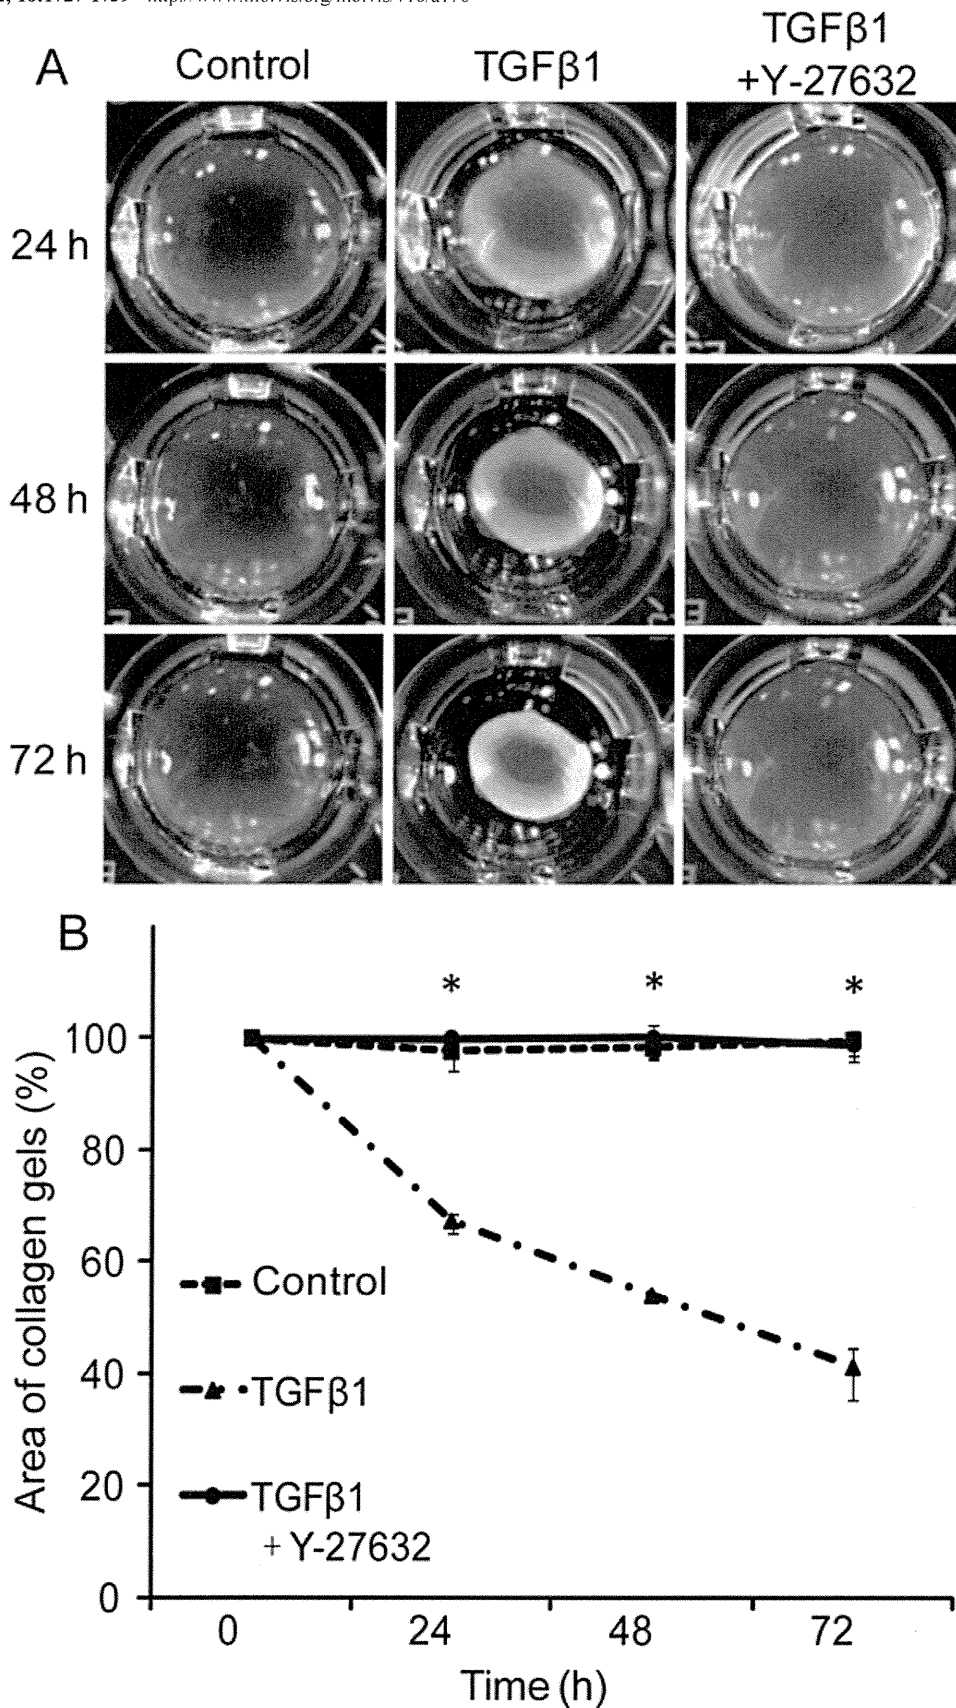 A
Control
TGFβ1
TGFβ1
+Y-27632
24 h
48 h
72 h
B
Area of collagen gels (%)
100
80
60
40
20
0
* * *
Control
TGFβ1
TGFβ1
+ Y-27632
0 24 48 72
Time (h)